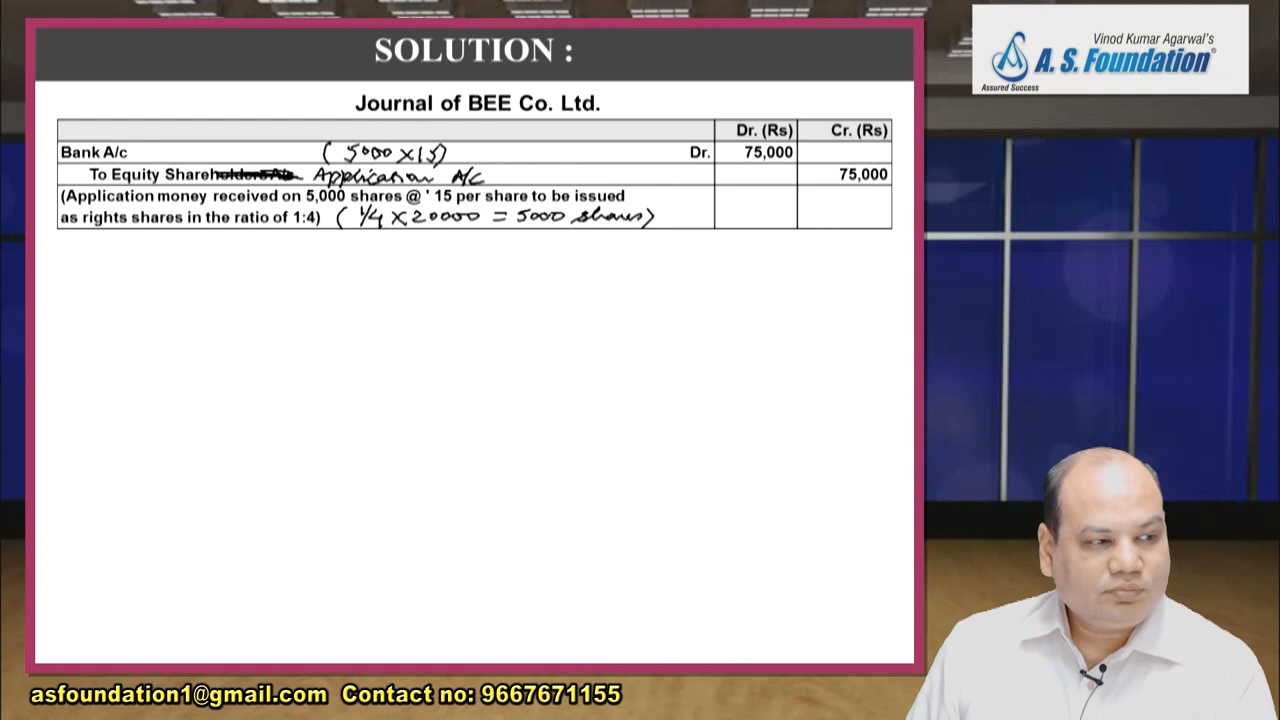 SOLUTION :
Vinod Kumar Agarwal's
A. S. Foundation®
Assured Success
Journal of BEE Co. Ltd.
Dr. (Rs) Cr. (Rs)
Bank A/c (5000 × 15) Dr. 75,000
To Equity Shareholders A/c Application A/c 75,000
(Application money received on 5,000 shares @ ' 15 per share to be issued
as rights shares in the ratio of 1:4) (1/4 × 20000 = 5000 shares)
asfoundation1@gmail.com Contact no: 9667671155